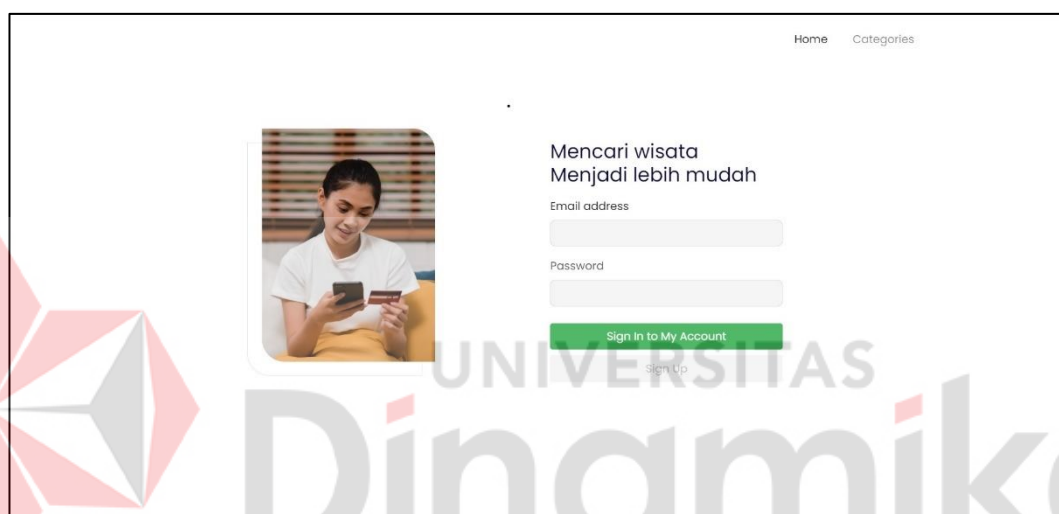 Home Categories
Mencari wisata
Menjadi lebih mudah
Email address
Password
Sign In to My Account
Sign Up
UNIVERSITAS
Dinamika